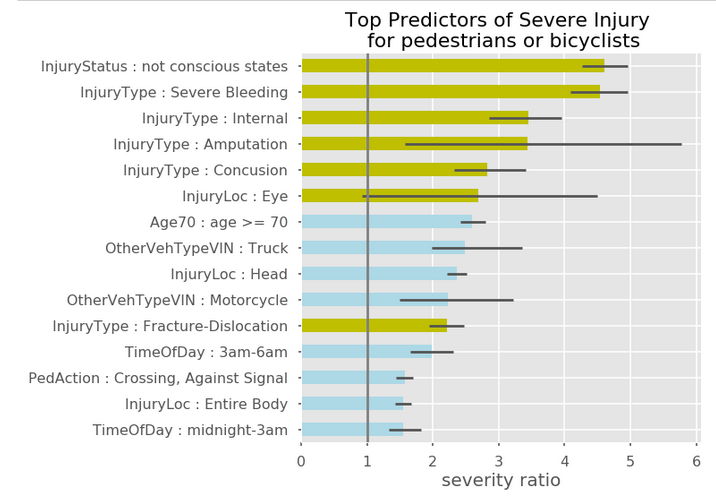 Top Predictors of Severe Injury
for pedestrians or bicyclists
InjuryStatus : not conscious states
InjuryType : Severe Bleeding
InjuryType : Internal
InjuryType : Amputation
InjuryType : Concusion
InjuryLoc : Eye
Age70 : age >= 70
OtherVehTypeVIN : Truck
InjuryLoc : Head
OtherVehTypeVIN : Motorcycle
InjuryType : Fracture-Dislocation
TimeOfDay : 3am-6am
PedAction : Crossing, Against Signal
InjuryLoc : Entire Body
TimeOfDay : midnight-3am
0 1 2 3 4 5 6
severity ratio